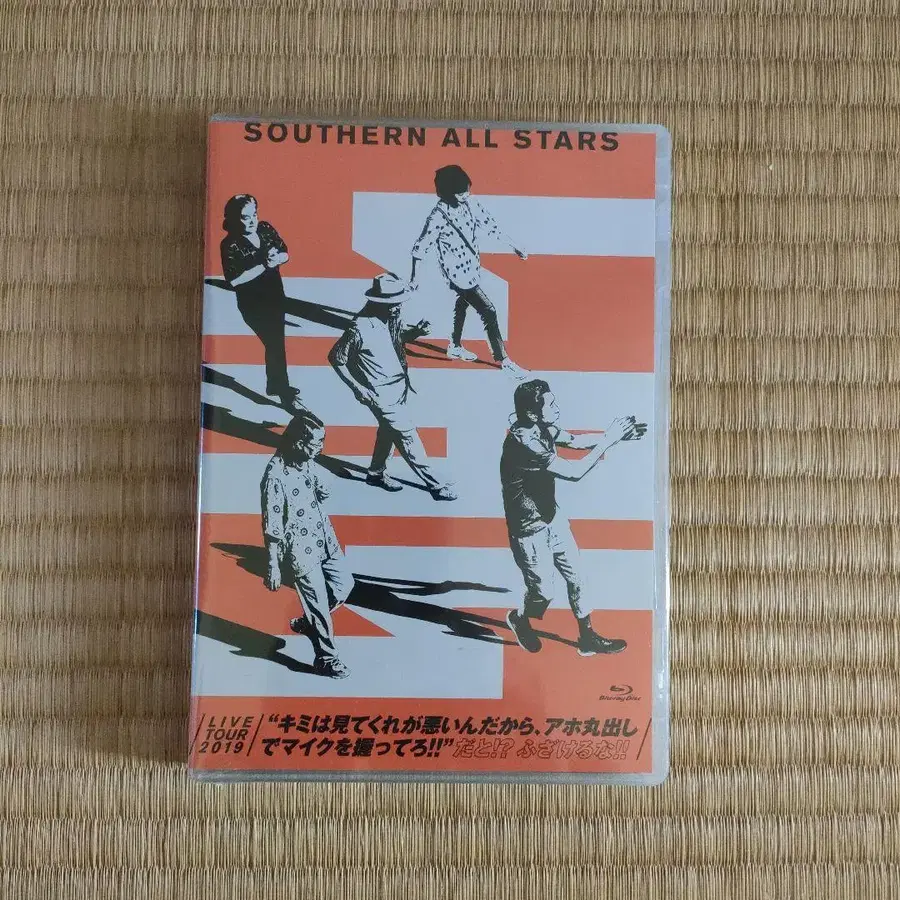 SOUTHERN ALL STARS
Blu-ray Disc
LIVE
TOUR
2019
“キミは見てくれが悪いんだから、アホ丸出し
でマイクを握ってろ!!”だと!? ふざけるな!!